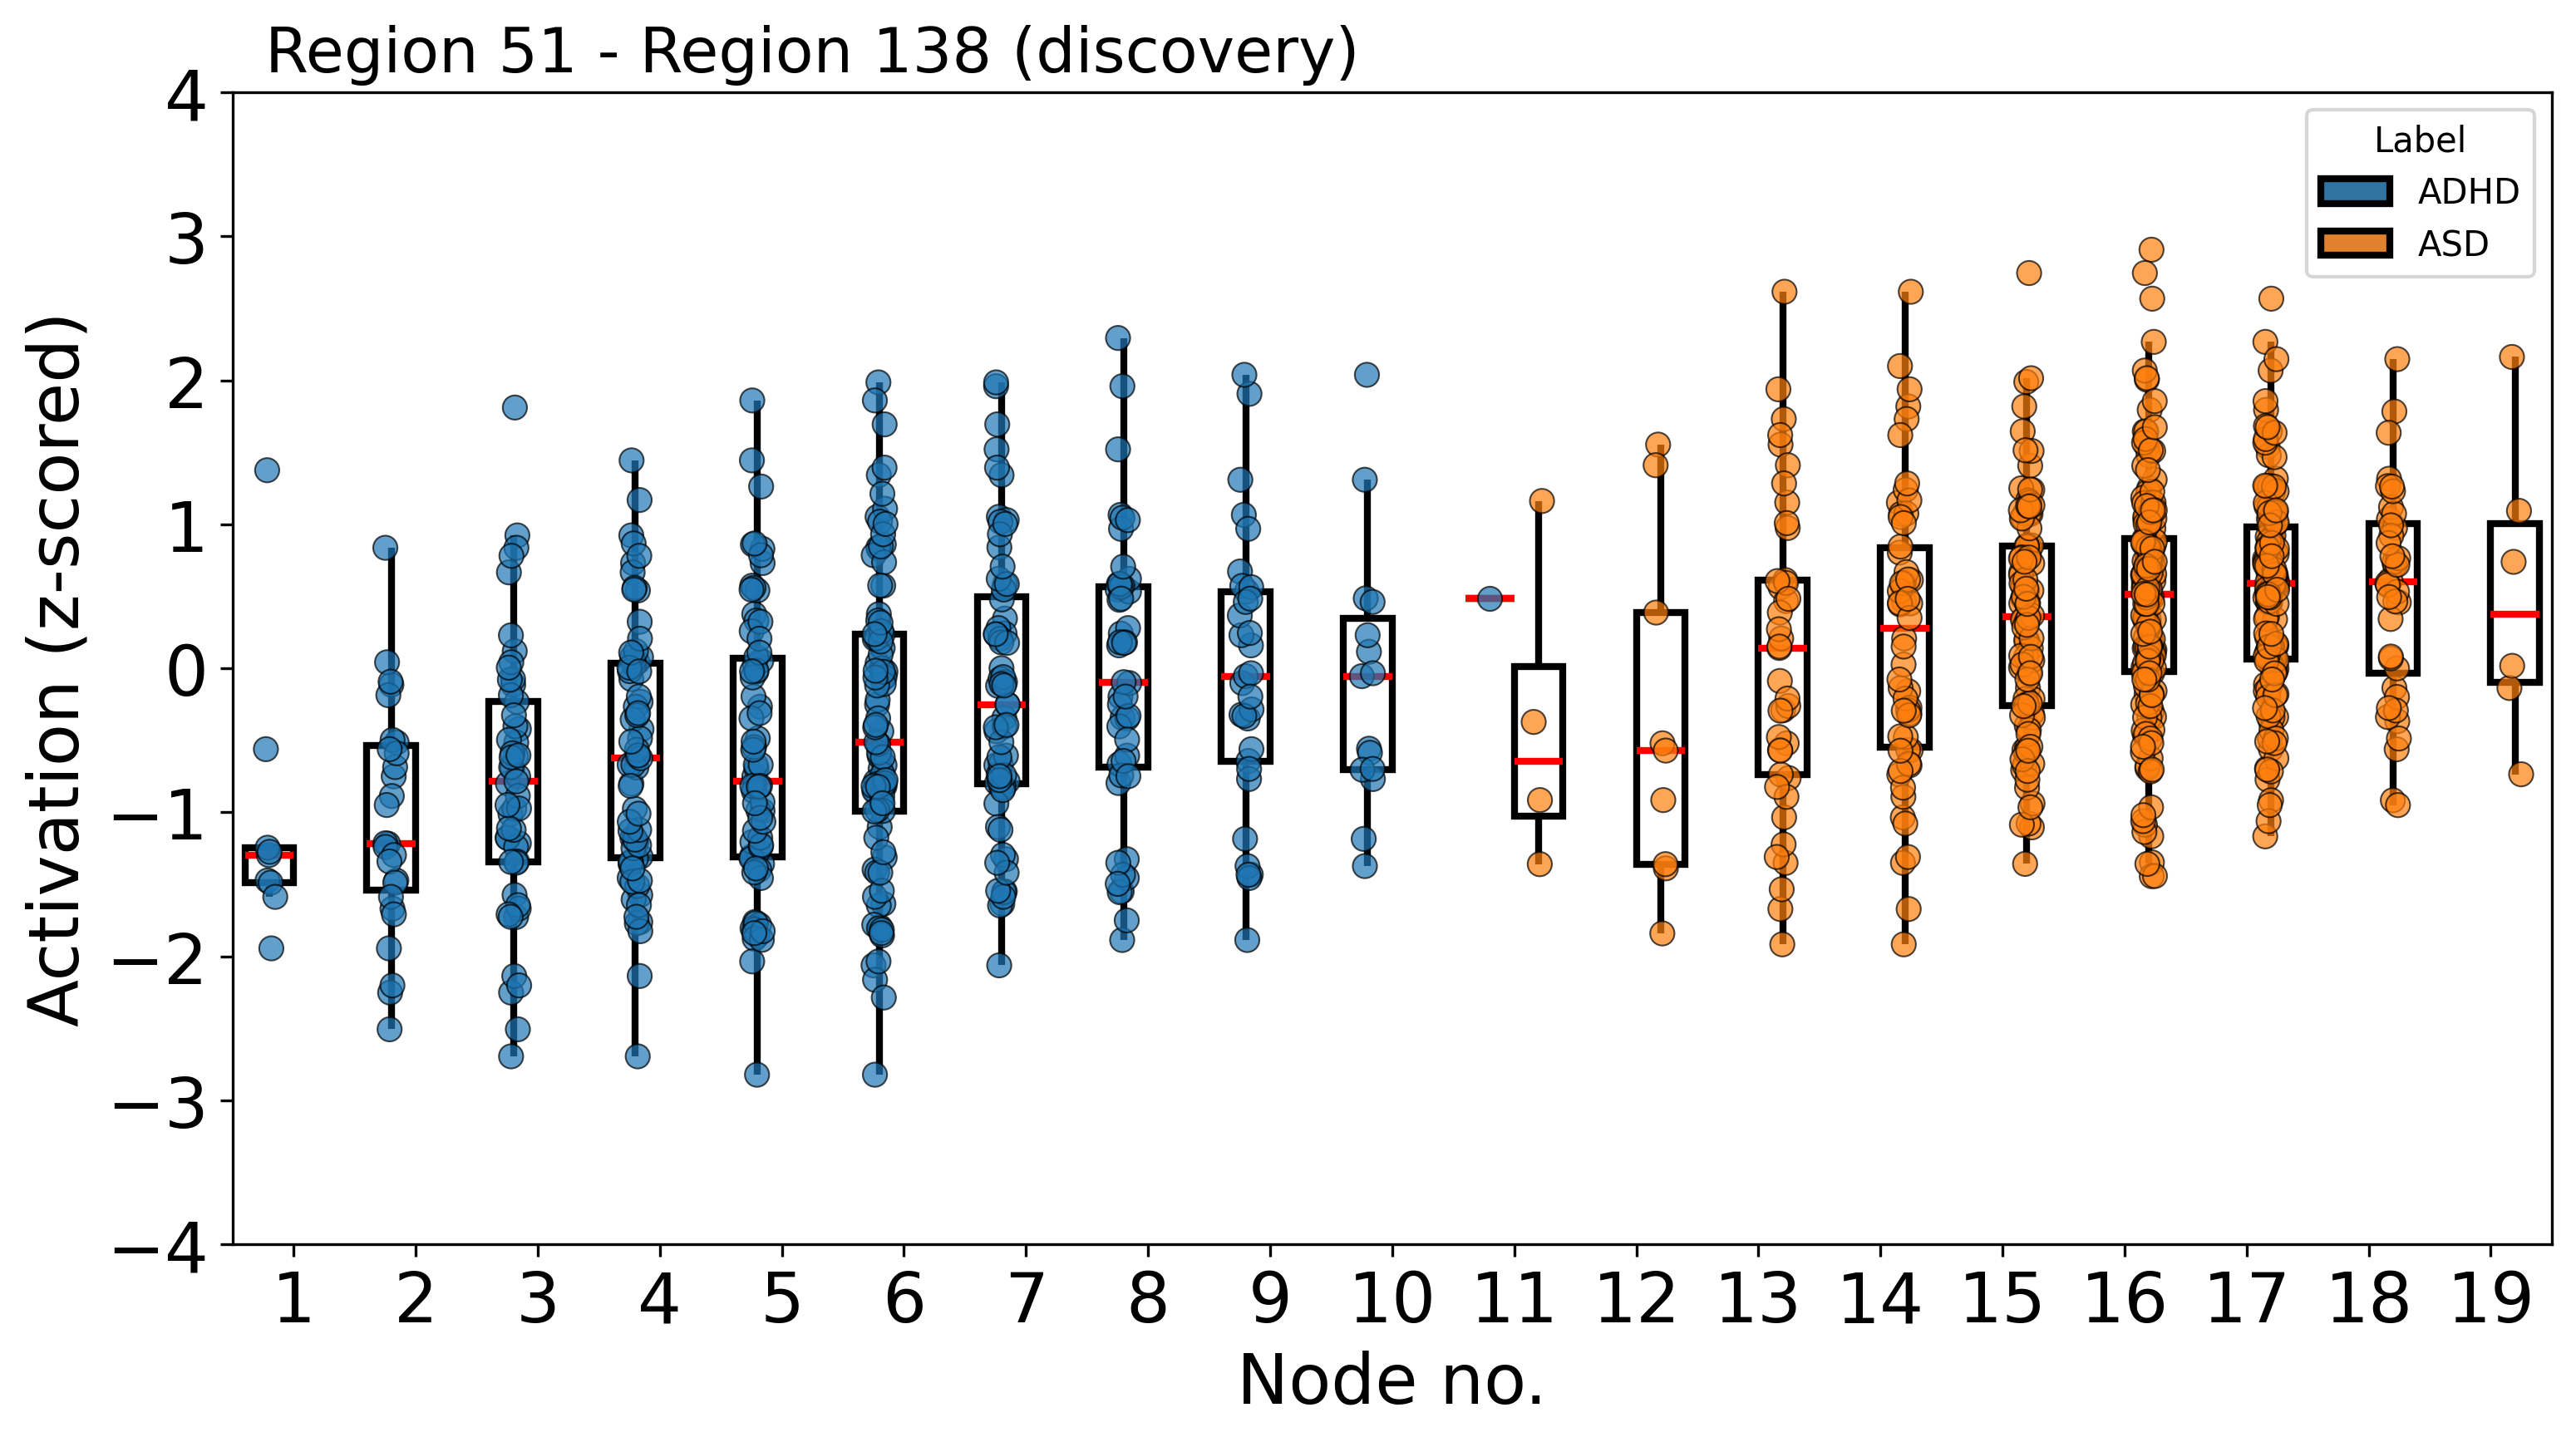 Region 51 - Region 138 (discovery)
4
3
2
1
0
−1
−2
−3
−4
Activation (z-scored)
Label
ADHD
ASD
1 2 3 4 5 6 7 8 9 10 11 12 13 14 15 16 17 18 19
Node no.